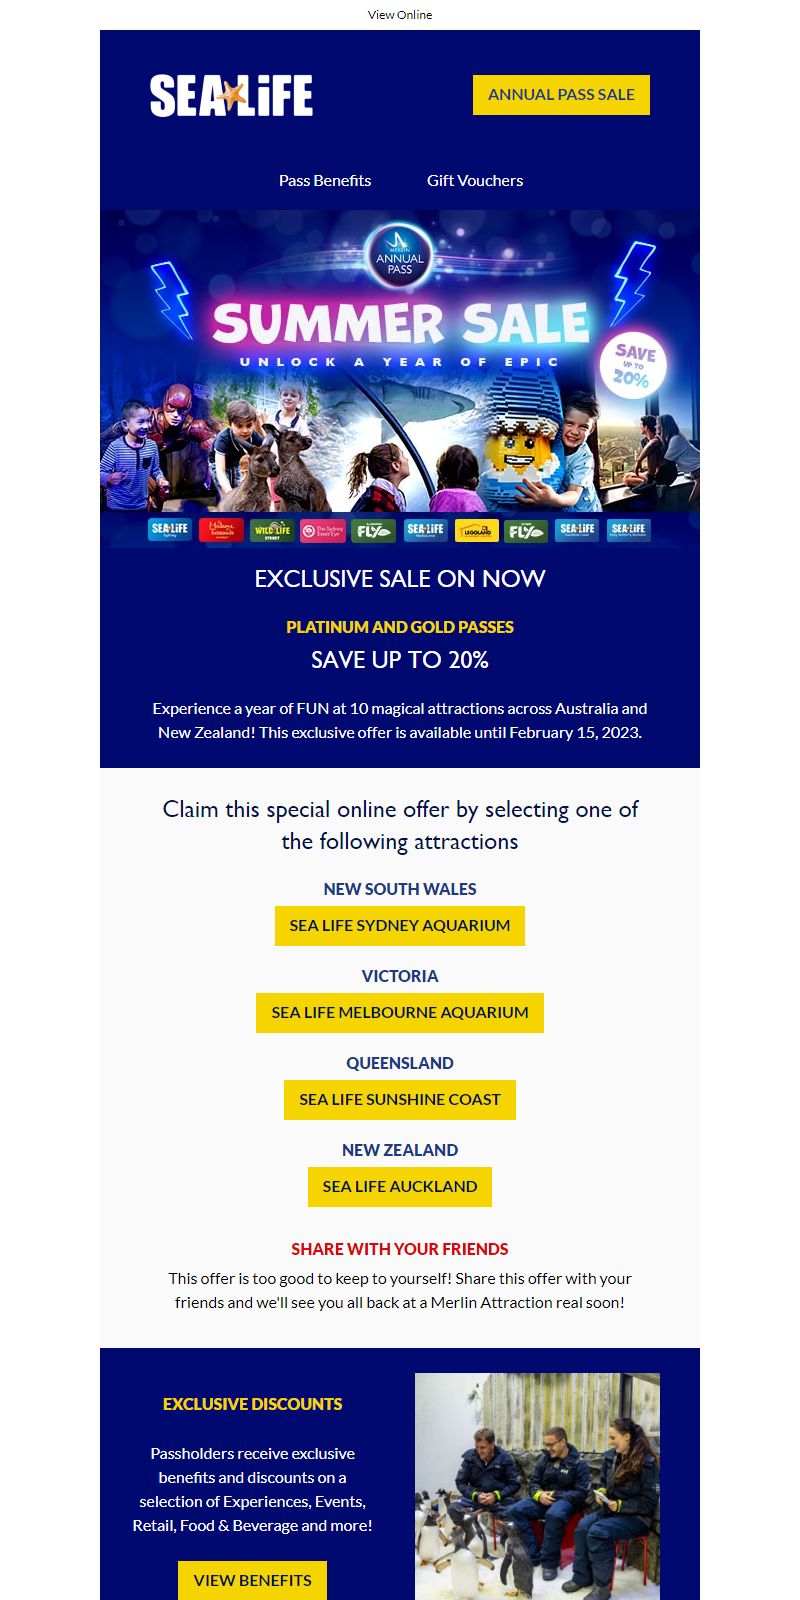 View Online
SEA LiFE
ANNUAL PASS SALE
Pass Benefits
Gift Vouchers
MERLIN
ANNUAL
PASS
SUMMER SALE
UNLOCK A YEAR OF EPIC
SAVE
UP TO
20%
SEA LiFE
Sydney
Madame
Tussauds
SYDNEY
WILD LIFE
SYDNEY
The Sydney
Tower Eye
FLY
SEA LiFE
Melbourne
LEGOLAND
FLY
SEA LiFE
SEA LiFE
EXCLUSIVE SALE ON NOW
PLATINUM AND GOLD PASSES
SAVE UP TO 20%
Experience a year of FUN at 10 magical attractions across Australia and
New Zealand! This exclusive offer is available until February 15, 2023.
Claim this special online offer by selecting one of
the following attractions
NEW SOUTH WALES
SEA LIFE SYDNEY AQUARIUM
VICTORIA
SEA LIFE MELBOURNE AQUARIUM
QUEENSLAND
SEA LIFE SUNSHINE COAST
NEW ZEALAND
SEA LIFE AUCKLAND
SHARE WITH YOUR FRIENDS
This offer is too good to keep to yourself! Share this offer with your
friends and we'll see you all back at a Merlin Attraction real soon!
EXCLUSIVE DISCOUNTS
Passholders receive exclusive
benefits and discounts on a
selection of Experiences, Events,
Retail, Food & Beverage and more!
VIEW BENEFITS